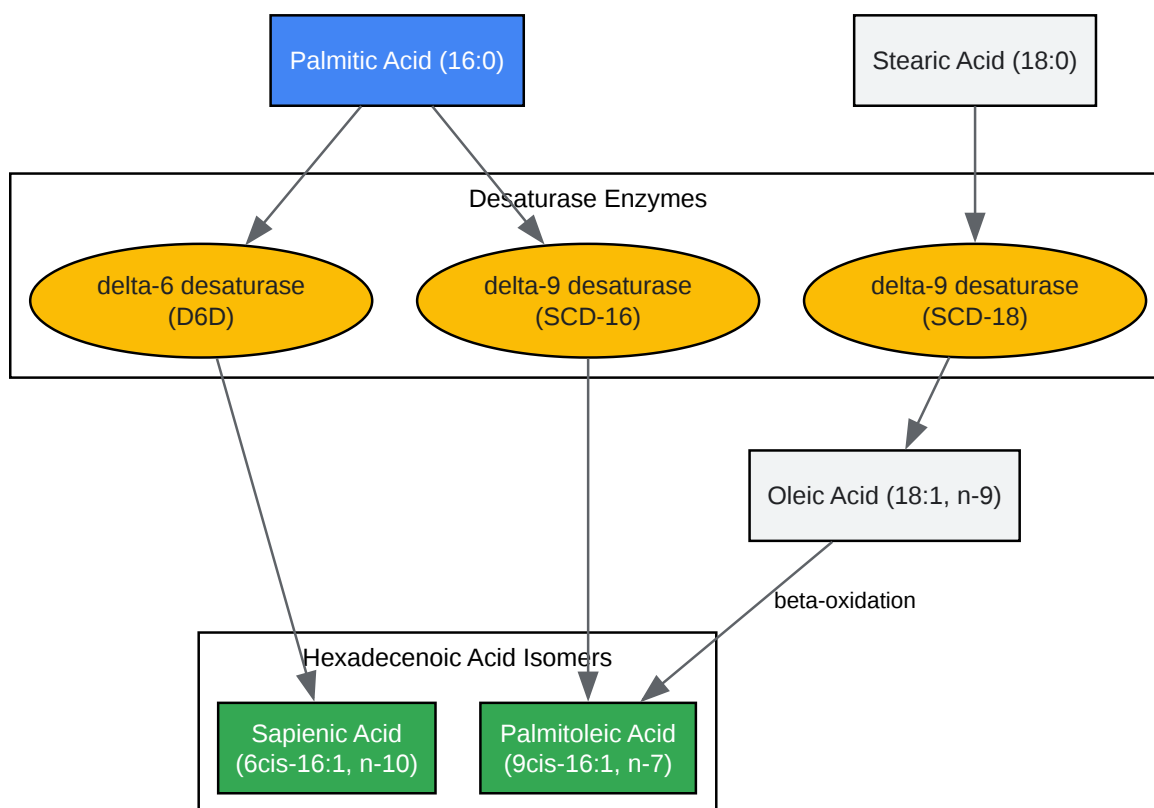 Palmitic Acid (16:0)
Stearic Acid (18:0)
Desaturase Enzymes
delta-6 desaturase
(D6D)
delta-9 desaturase
(SCD-16)
delta-9 desaturase
(SCD-18)
Oleic Acid (18:1, n-9)
beta-oxidation
Hexadecenoic Acid Isomers
Sapienic Acid
(6cis-16:1, n-10)
Palmitoleic Acid
(9cis-16:1, n-7)